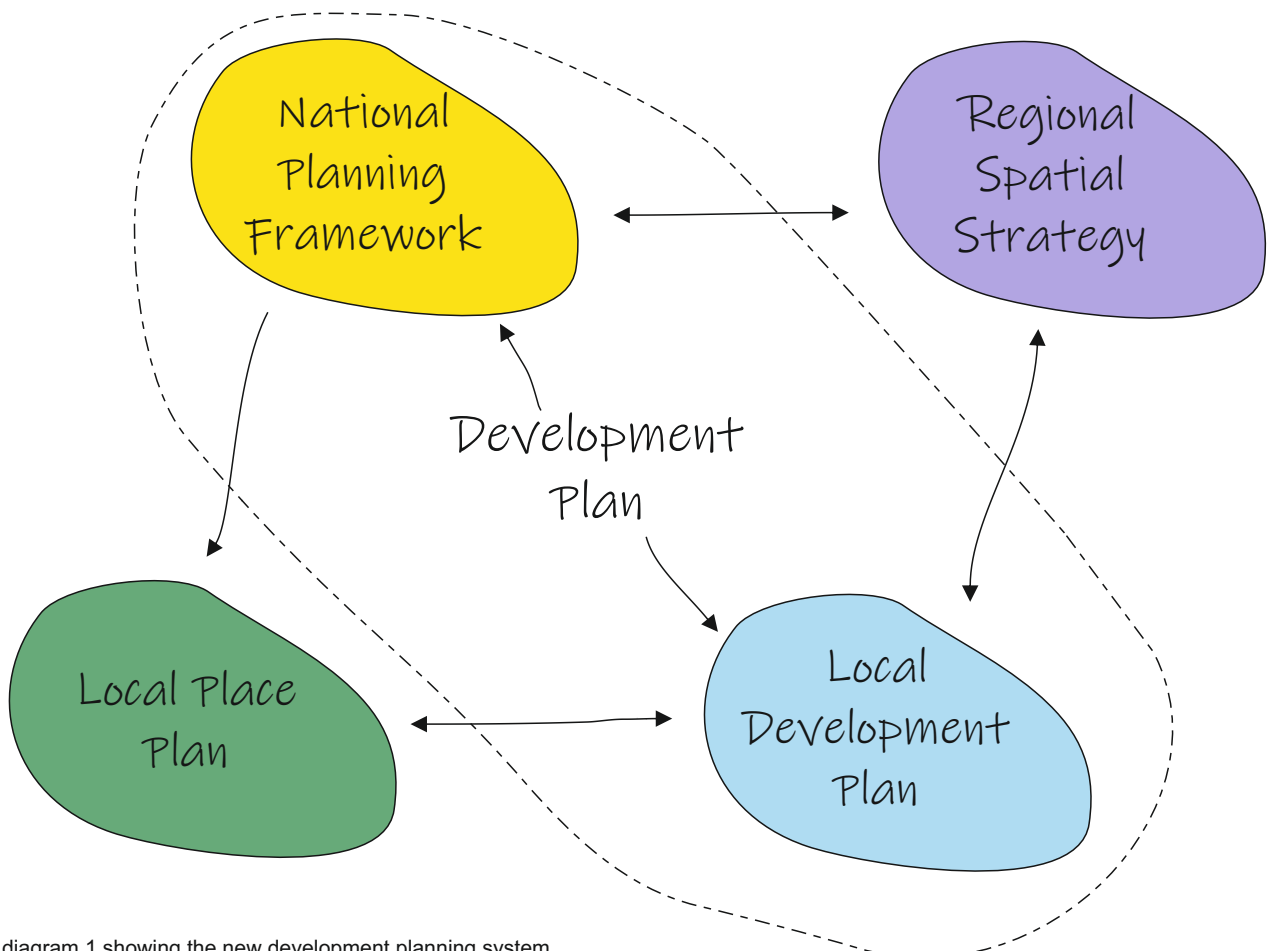 National
Planning
Framework
Regional
Spatial
Strategy
Development
Plan
Local Place
Plan
Local
Development
Plan
diagram 1 showing the new development planning system